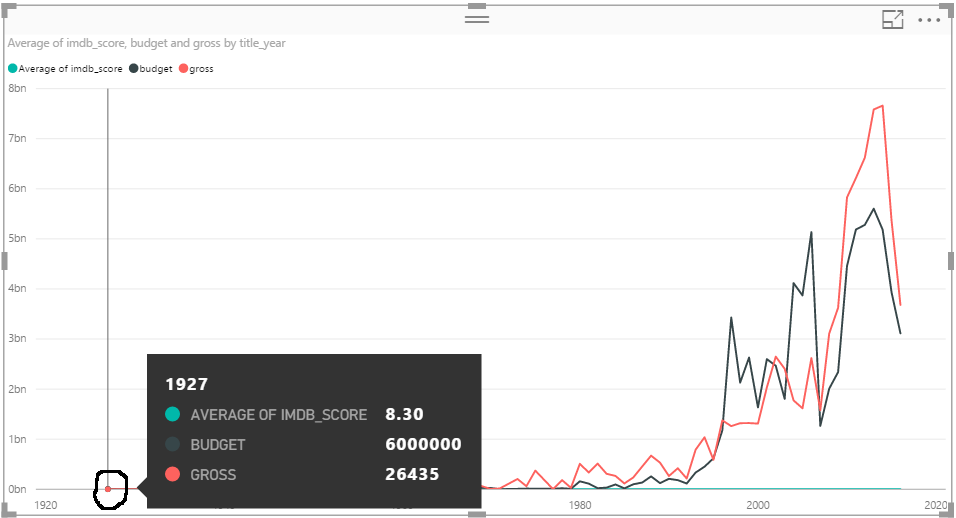 Average of imdb_score, budget and gross by title_year
Average of imdb_score budget gross
8bn
7bn
6bn
5bn
4bn
3bn
2bn
1bn
0bn
1927
AVERAGE OF IMDB_SCORE 8.30
BUDGET 6000000
GROSS 26435
1920 1980 2000 2020